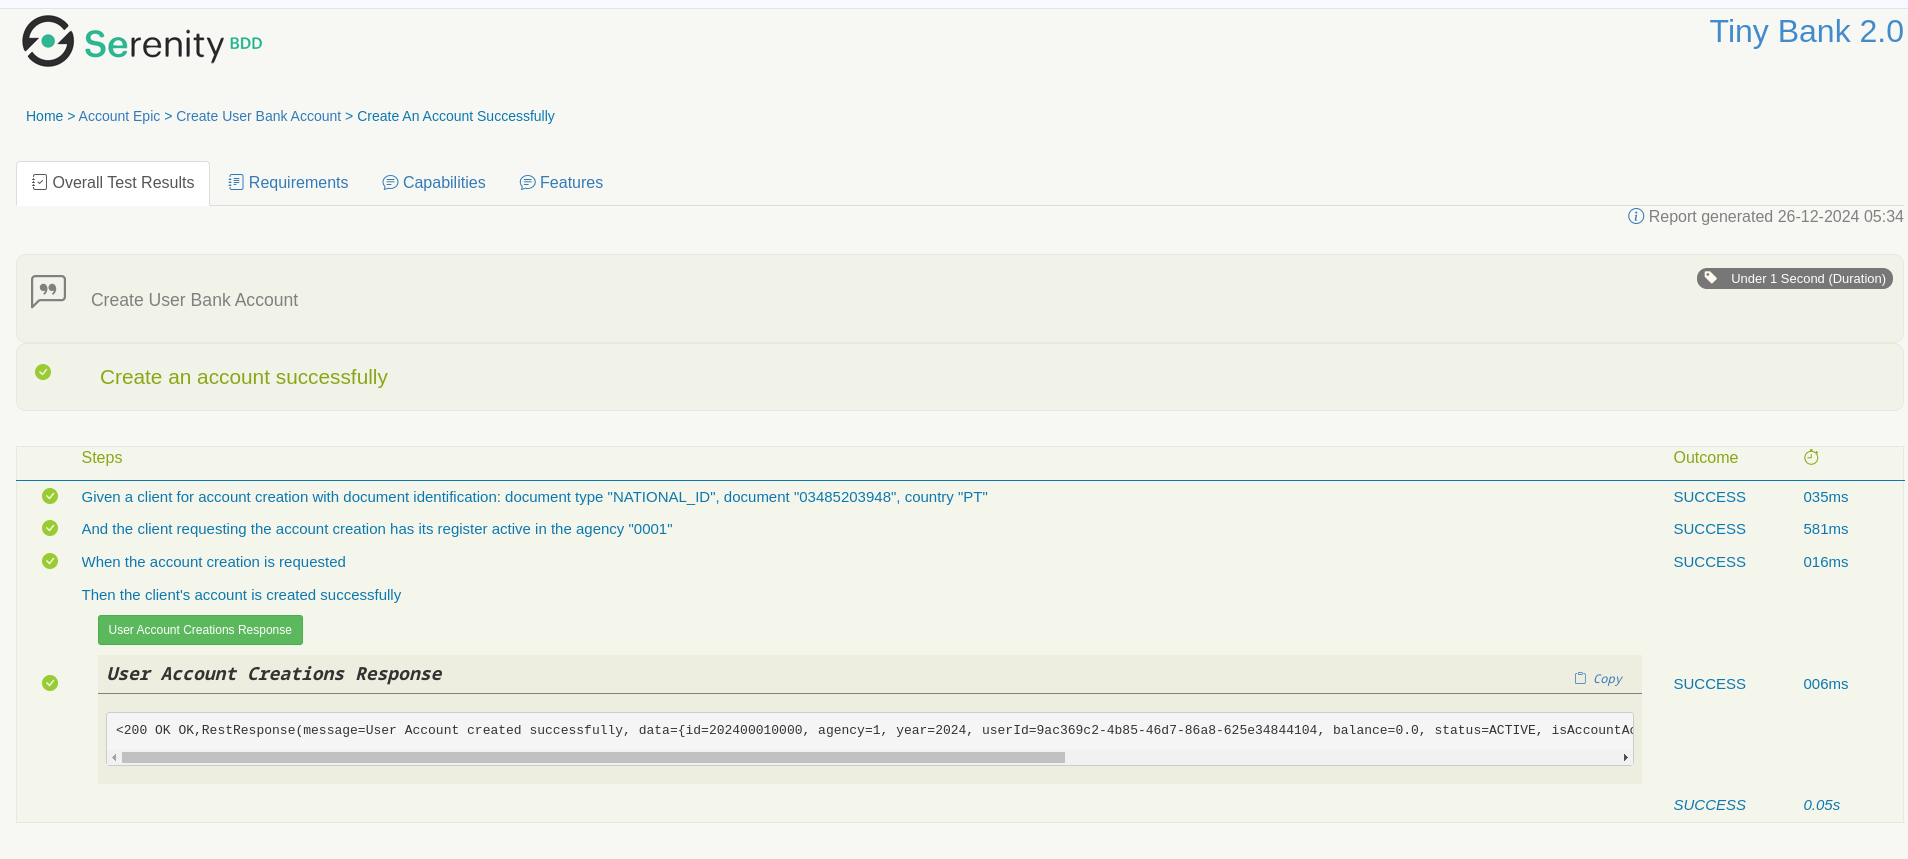 Serenity BDD
Tiny Bank 2.0
Home > Account Epic > Create User Bank Account > Create An Account Successfully
Overall Test Results Requirements Capabilities Features
Report generated 26-12-2024 05:34
Under 1 Second (Duration)
Create User Bank Account
Create an account successfully
Steps Outcome
Given a client for account creation with document identification: document type "NATIONAL_ID", document "03485203948", country "PT" SUCCESS 035ms
And the client requesting the account creation has its register active in the agency "0001" SUCCESS 581ms
When the account creation is requested SUCCESS 016ms
Then the client's account is created successfully
User Account Creations Response
User Account Creations Response
Copy
SUCCESS 006ms
<200 OK OK,RestResponse(message=User Account created successfully, data={id=202400010000, agency=1, year=2024, userId=9ac369c2-4b85-46d7-86a8-625e34844104, balance=0.0, status=ACTIVE, isAccountAc
SUCCESS 0.05s